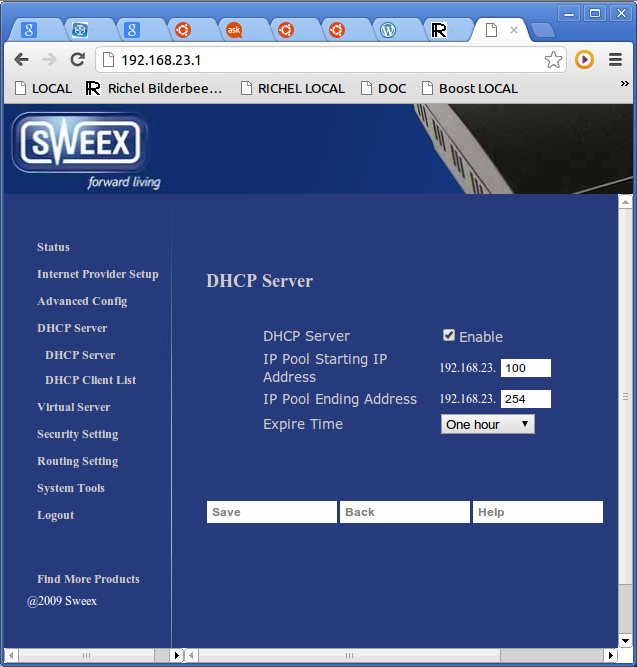 192.168.23.1
LOCAL
Richel Bilderbee...
RICHEL LOCAL
DOC
Boost LOCAL
»
SWEEX
forward living
Status
Internet Provider Setup
Advanced Config
DHCP Server
DHCP Server
DHCP Client List
Virtual Server
Security Setting
Routing Setting
System Tools
Logout
Find More Products
@2009 Sweex
DHCP Server
DHCP Server Enable
IP Pool Starting IP
Address 192.168.23. 100
IP Pool Ending Address 192.168.23. 254
Expire Time One hour
Save Back Help